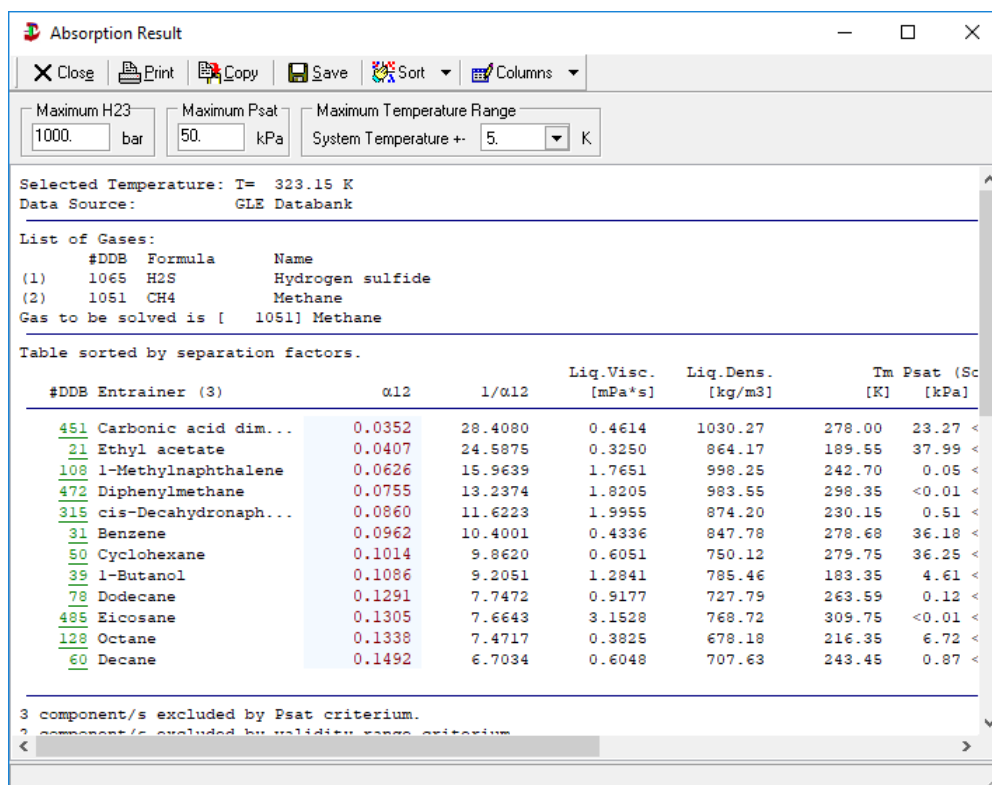 Absorption Result
Close Print Copy Save Sort Columns
Maximum H23 Maximum Psat Maximum Temperature Range
1000. bar 50. kPa System Temperature +- 5. K
Selected Temperature: T= 323.15 K
Data Source: GLE Databank
List of Gases:
#DDB Formula Name
(1) 1065 H2S Hydrogen sulfide
(2) 1051 CH4 Methane
Gas to be solved is [ 1051] Methane
Table sorted by separation factors.
Liq.Visc. Liq.Dens. Tm Psat (Sc
#DDB Entrainer (3) α12 1/α12 [mPa*s] [kg/m3] [K] [kPa]
451 Carbonic acid dim... 0.0352 28.4080 0.4614 1030.27 278.00 23.27 <
21 Ethyl acetate 0.0407 24.5875 0.3250 864.17 189.55 37.99 <
108 1-Methylnaphthalene 0.0626 15.9639 1.7651 998.25 242.70 0.05 <
472 Diphenylmethane 0.0755 13.2374 1.8205 983.55 298.35 <0.01 <
315 cis-Decahydronaph... 0.0860 11.6223 1.9955 874.20 230.15 0.51 <
31 Benzene 0.0962 10.4001 0.4336 847.78 278.68 36.18 <
50 Cyclohexane 0.1014 9.8620 0.6051 750.12 279.75 36.25 <
39 1-Butanol 0.1086 9.2051 1.2841 785.46 183.35 4.61 <
78 Dodecane 0.1291 7.7472 0.9177 727.79 263.59 0.12 <
485 Eicosane 0.1305 7.6643 3.1528 768.72 309.75 <0.01 <
128 Octane 0.1338 7.4717 0.3825 678.18 216.35 6.72 <
60 Decane 0.1492 6.7034 0.6048 707.63 243.45 0.87 <
3 component/s excluded by Psat criterium.
component/s excluded by validity range criterium